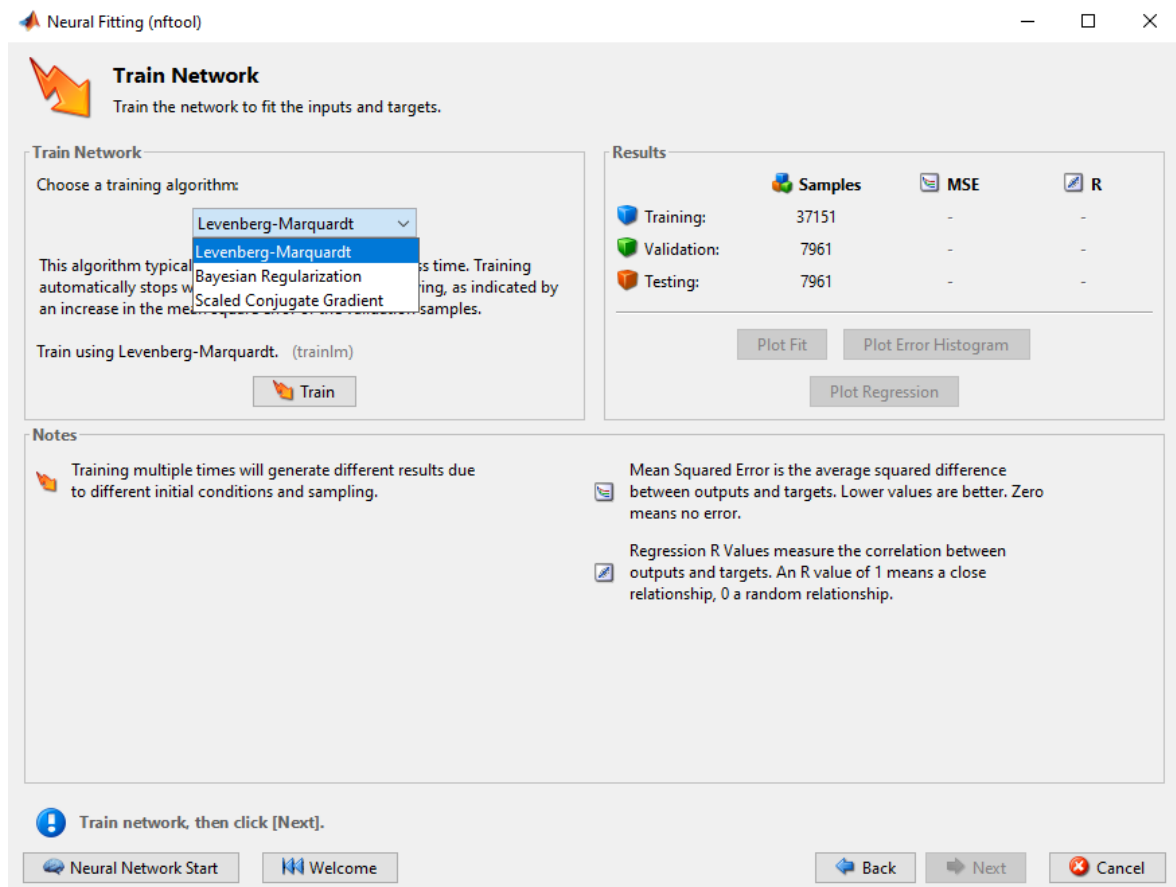 Neural Fitting (nftool)
Train Network
Train the network to fit the inputs and targets.
Train Network
Choose a training algorithm:
Levenberg-Marquardt
Levenberg-Marquardt
Bayesian Regularization
Scaled Conjugate Gradient
This algorithm typical
s time. Training
automatically stops
ing, as indicated by
an increase in the
samples.
Train using Levenberg-Marquardt. (trainlm)
Train
Results
Samples MSE R
Training: 37151 - -
Validation: 7961 - -
Testing: 7961 - -
Plot Fit Plot Error Histogram
Plot Regression
Notes
Training multiple times will generate different results due
to different initial conditions and sampling.
Mean Squared Error is the average squared difference
between outputs and targets. Lower values are better. Zero
means no error.
Regression R Values measure the correlation between
outputs and targets. An R value of 1 means a close
relationship, 0 a random relationship.
Train network, then click [Next].
Neural Network Start Welcome Back Next Cancel